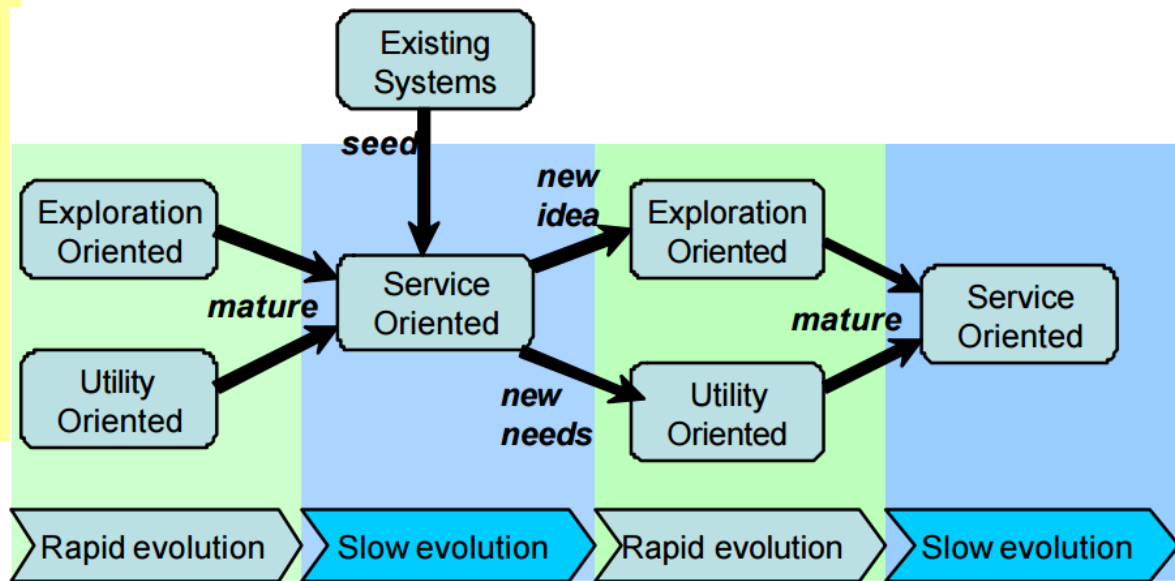 Existing
Systems
seed
Exploration
Oriented
mature
Utility
Oriented
Service
Oriented
new
idea
new
needs
Exploration
Oriented
Utility
Oriented
mature
Service
Oriented
Rapid evolution
Slow evolution
Rapid evolution
Slow evolution